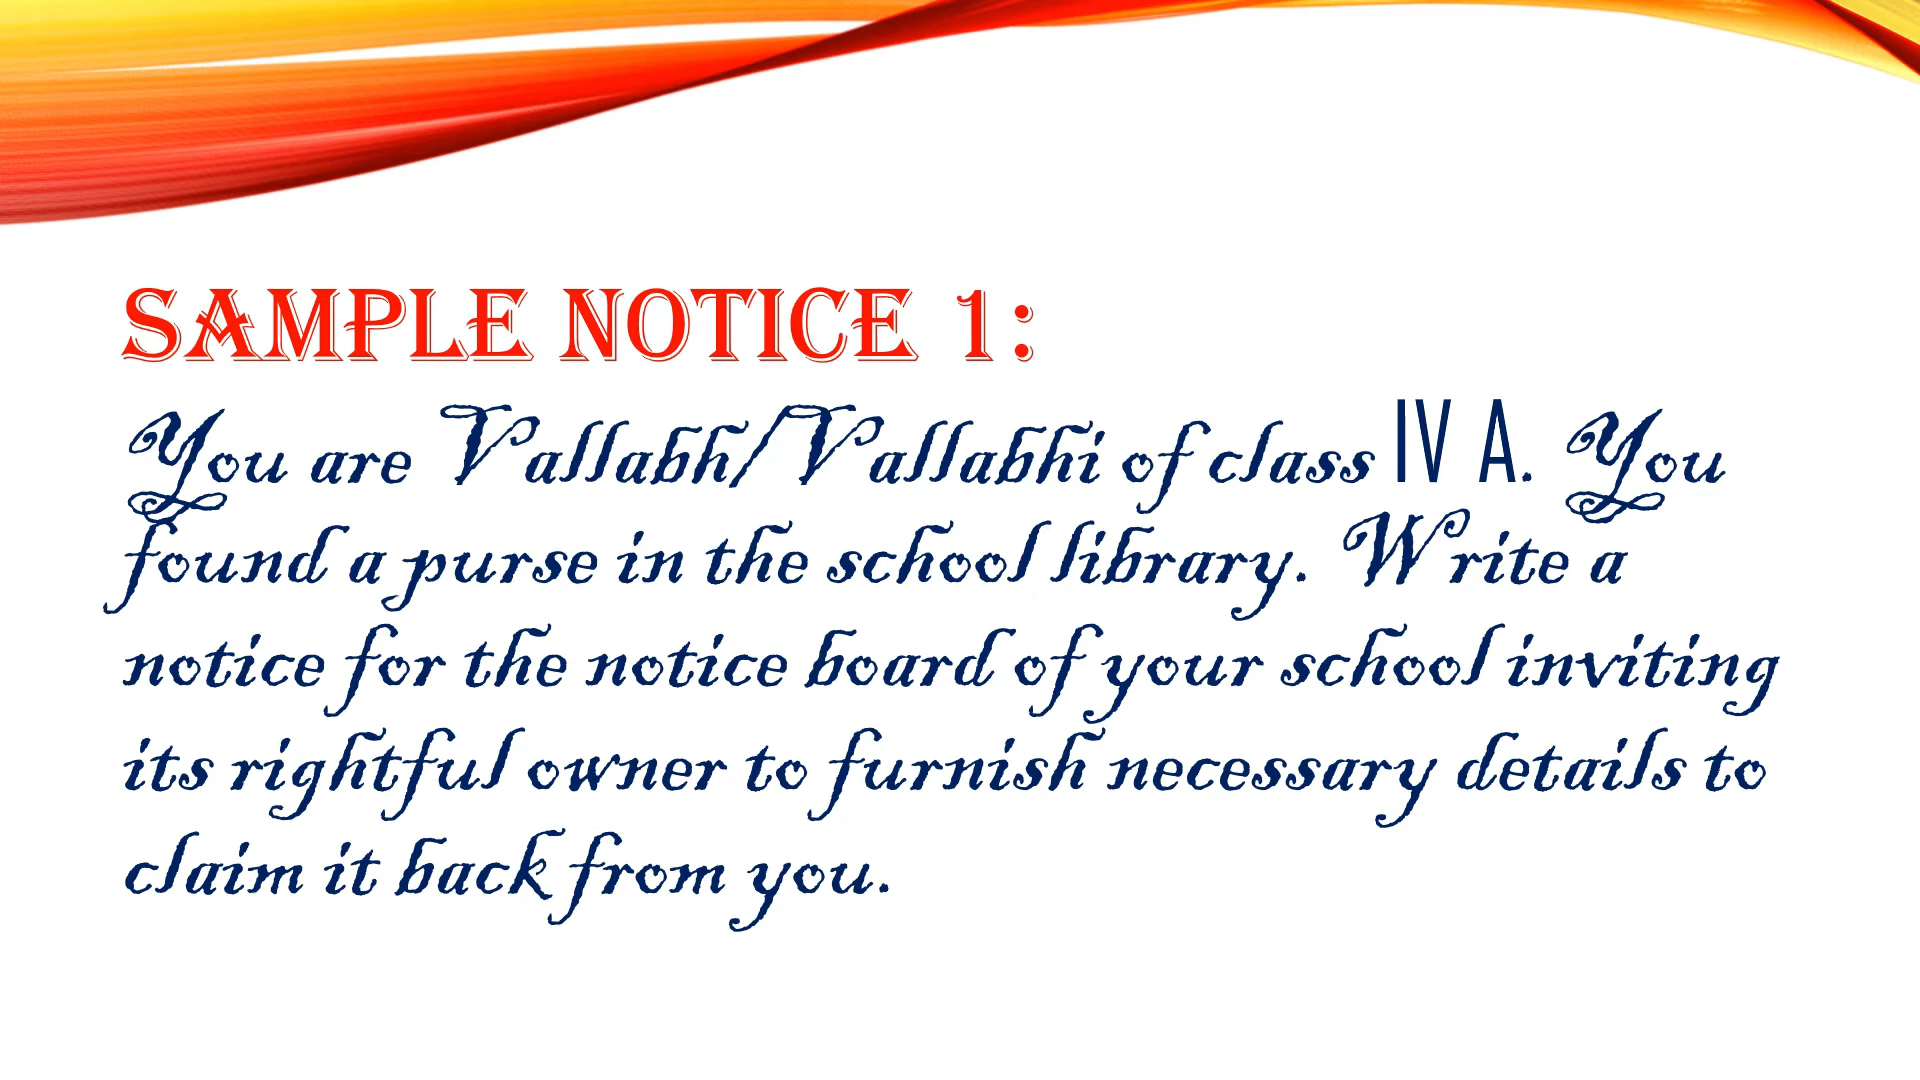 SAMPLE NOTICE 1:
You are Vallabh/Vallabhi of class IV A. You
found a purse in the school library. Write a
notice for the notice board of your school inviting
its rightful owner to furnish necessary details to
claim it back from you.